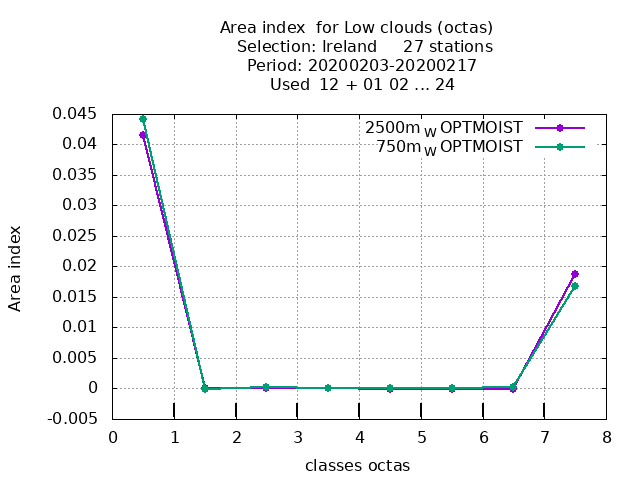 Area index  for Low clouds (octas)
Selection: Ireland     27 stations
Period: 20200203-20200217
Used  12 + 01 02 ... 24
2500m W OPTMOIST
750m W OPTMOIST
0.045
0.04
0.035
0.03
0.025
0.02
0.015
0.01
0.005
0
-0.005
Area index
0 1 2 3 4 5 6 7 8
classes octas